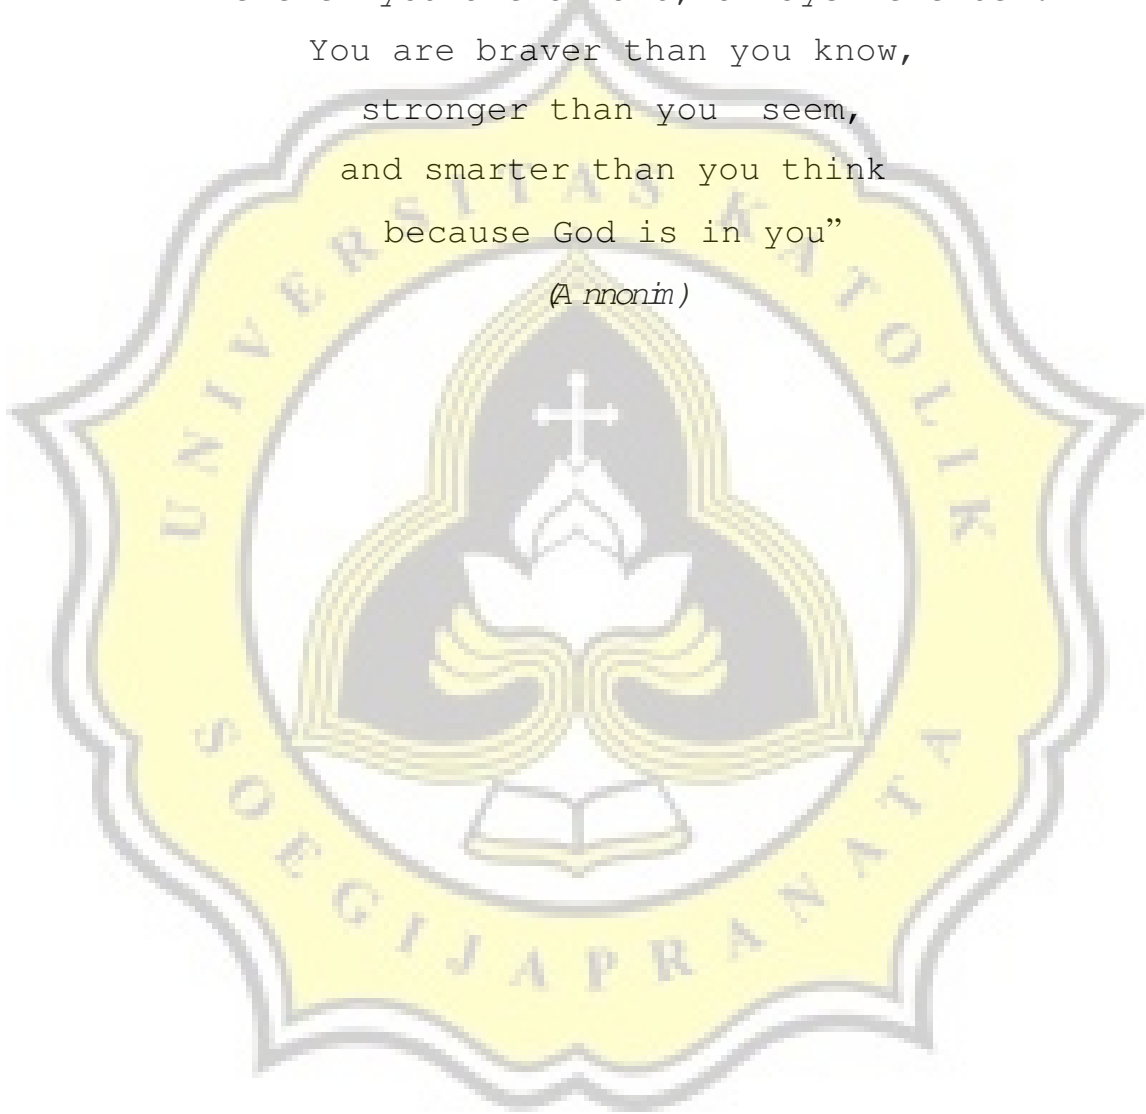 You are braver than you know,
stronger than you seem,
and smarter than you think
because God is in you”
(Annonim)
UNIVERSITAS KATOLIK
SOEGIJAPRANATA